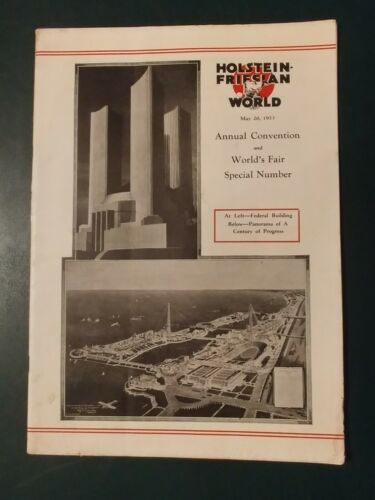 HOLSTEIN-
FRIESIAN
WORLD
May 20, 1933
Annual Convention
and
World's Fair
Special Number
At Left—Federal Building
Below—Panorama of A
Century of Progress